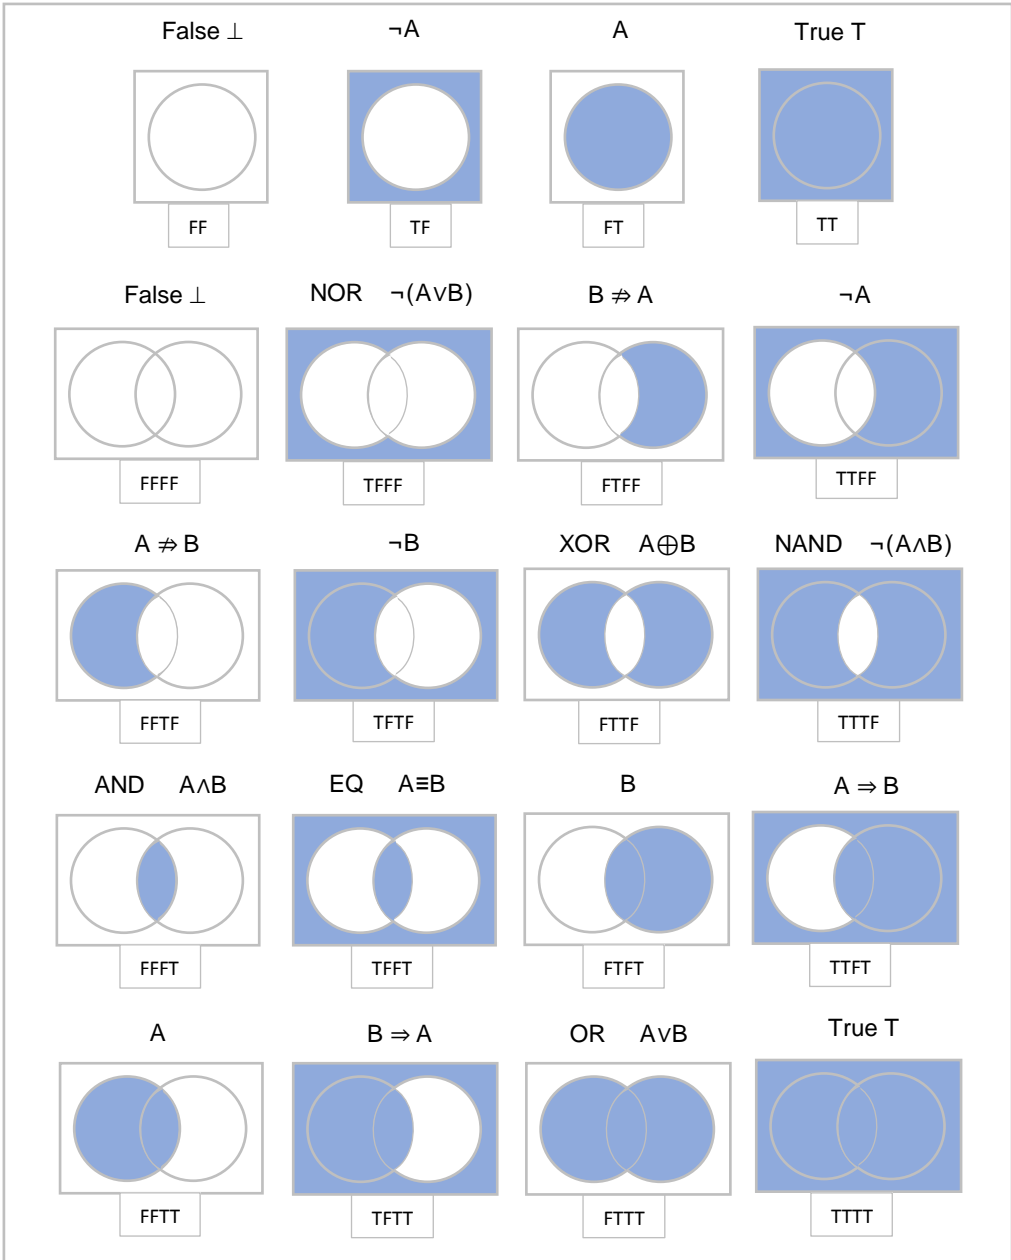 False ⊥ ¬A A True T
FF TF FT TT
False ⊥ NOR ¬(A∨B) B ⇏ A ¬A
FFFF TFFF FTFF TTFF
A ⇏ B ¬B XOR A⊕B NAND ¬(A∧B)
FFTF TFTF FTTF TTTF
AND A∧B EQ A≡B B A ⇒ B
FFFT TFFT FTFT TTFT
A B ⇒ A OR A∨B True T
FFTT TFTT FTTT TTTT